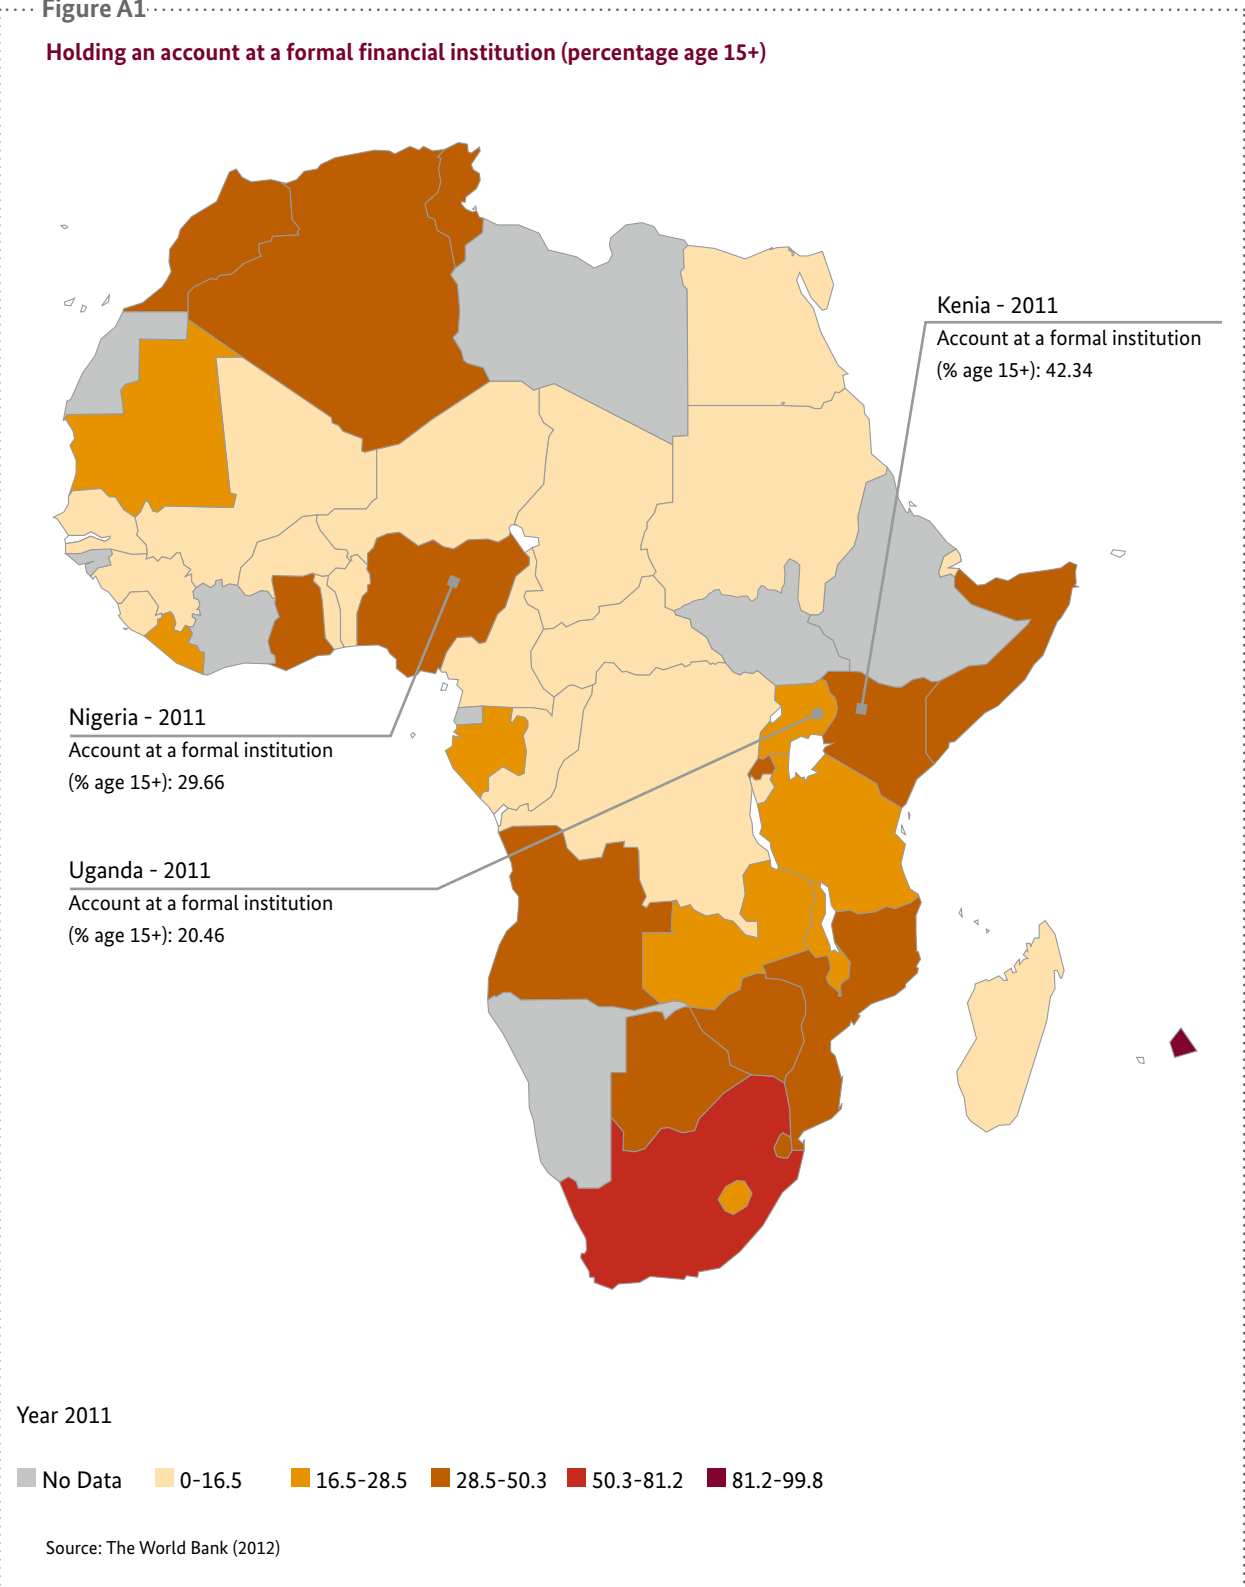 Figure A1
Holding an account at a formal financial institution (percentage age 15+)
Kenia - 2011
Account at a formal institution
(% age 15+): 42.34
Nigeria - 2011
Account at a formal institution
(% age 15+): 29.66
Uganda - 2011
Account at a formal institution
(% age 15+): 20.46
Year 2011
No Data 0-16.5 16.5-28.5 28.5-50.3 50.3-81.2 81.2-99.8
Source: The World Bank (2012)